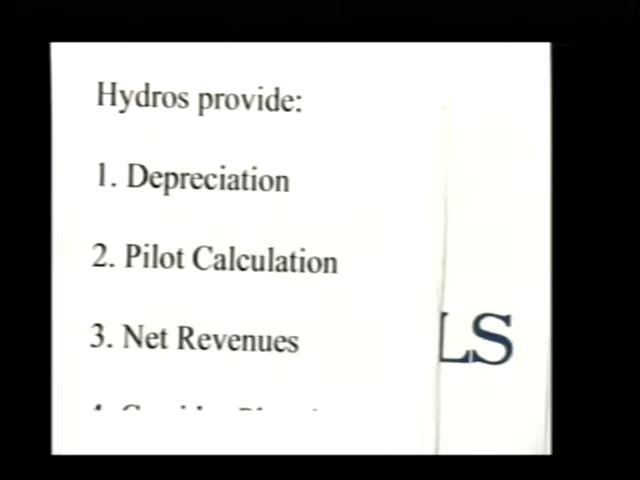 Hydros provide:
1. Depreciation
2. Pilot Calculation
3. Net Revenues
LS